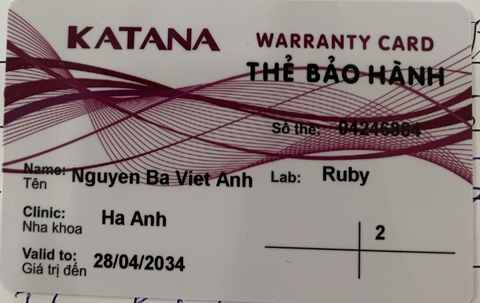 KATANA WARRANTY CARD
THẺ BẢO HÀNH
Số thẻ:
Name: Nguyen Ba Viet Anh Lab: Ruby
Tên
Clinic: Ha Anh
Nha khoa
2
Valid to: 28/04/2034
Giá trị đến